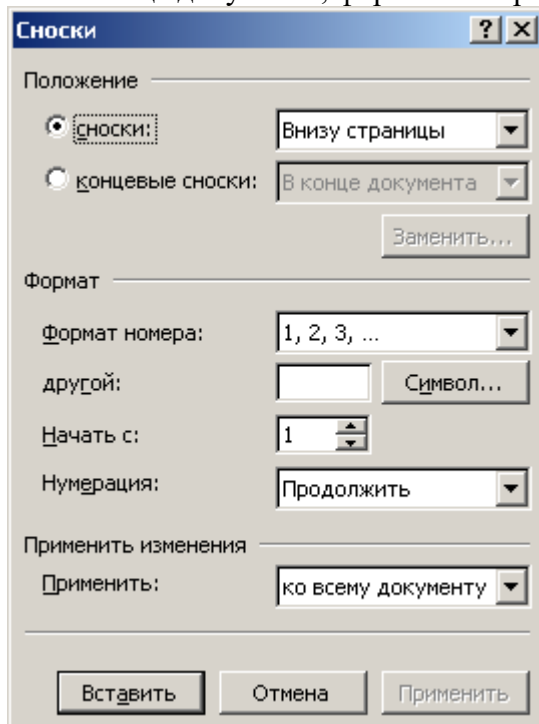 Сноски
Положение
сноски: Внизу страницы
концевые сноски: В конце документа
Заменить...
Формат
Формат номера: 1, 2, 3, ...
другой: Символ...
Начать с: 1
Нумерация: Продолжить
Применить изменения
Применить: ко всему документу
Вставить Отмена Применить